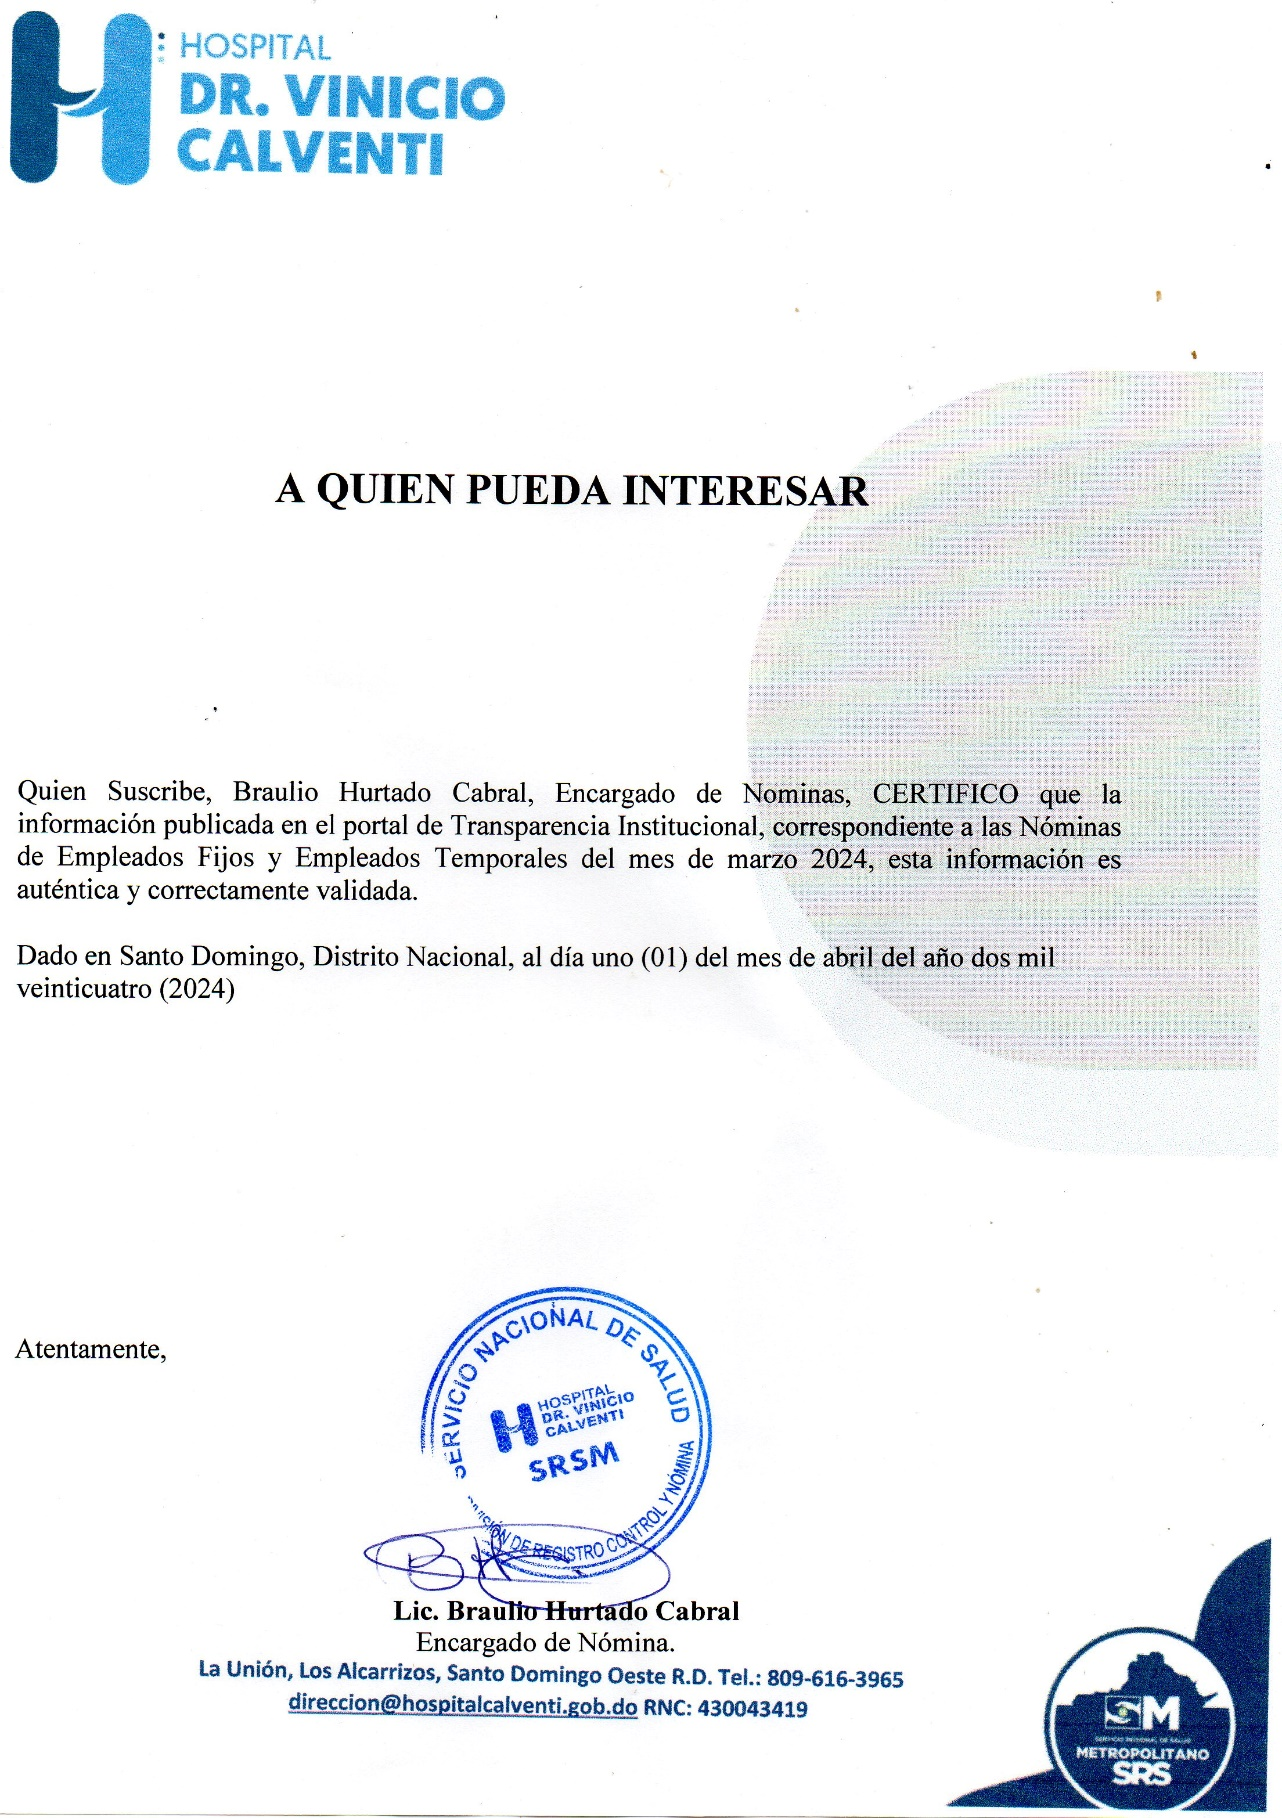 HOSPITAL
DR. VINICIO
CALVENTI
A QUIEN PUEDA INTERESAR
Quien Suscribe, Braulio Hurtado Cabral, Encargado de Nominas, CERTIFICO que la
información publicada en el portal de Transparencia Institucional, correspondiente a las Nóminas
de Empleados Fijos y Empleados Temporales del mes de marzo 2024, esta información es
auténtica y correctamente validada.
Dado en Santo Domingo, Distrito Nacional, al día uno (01) del mes de abril del año dos mil
veinticuatro (2024)
Atentamente,
SERVICIO NACIONAL DE SALUD
HOSPITAL
DR. VINICIO
CALVENTI
SRSM
DE REGISTRO CONTROL Y NÓMINA
Lic. Braulio Hurtado Cabral
Encargado de Nómina.
La Unión, Los Alcarrizos, Santo Domingo Oeste R.D. Tel.: 809-616-3965
direccion@hospitalcalventi.gob.do RNC: 430043419
SM
SERVICIO REGIONAL DE SALUD
METROPOLITANO
SRS